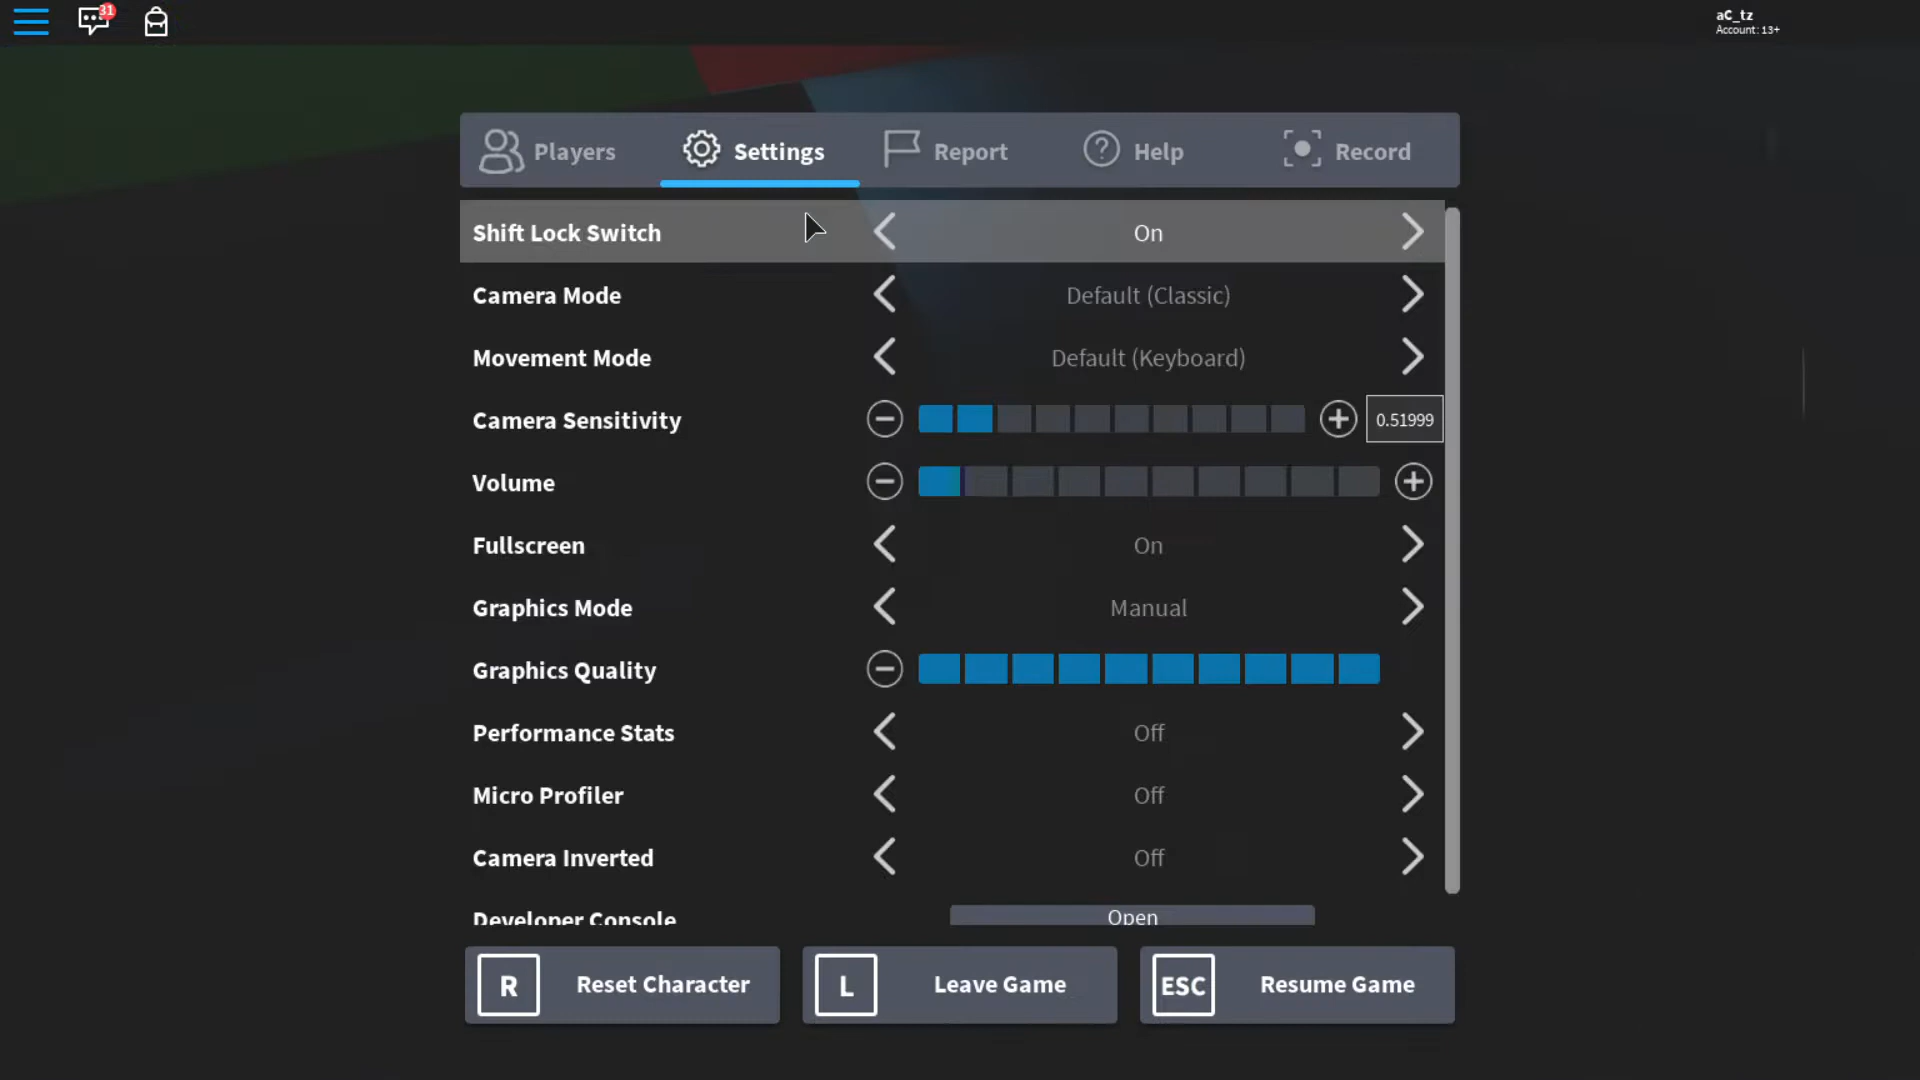 31
aC_tz
Account: 13+
Players Settings Report Help Record
Shift Lock Switch On
Camera Mode Default (Classic)
Movement Mode Default (Keyboard)
Camera Sensitivity 0.51999
Volume
Fullscreen On
Graphics Mode Manual
Graphics Quality
Performance Stats Off
Micro Profiler Off
Camera Inverted Off
Developer Console Open
R Reset Character L Leave Game ESC Resume Game